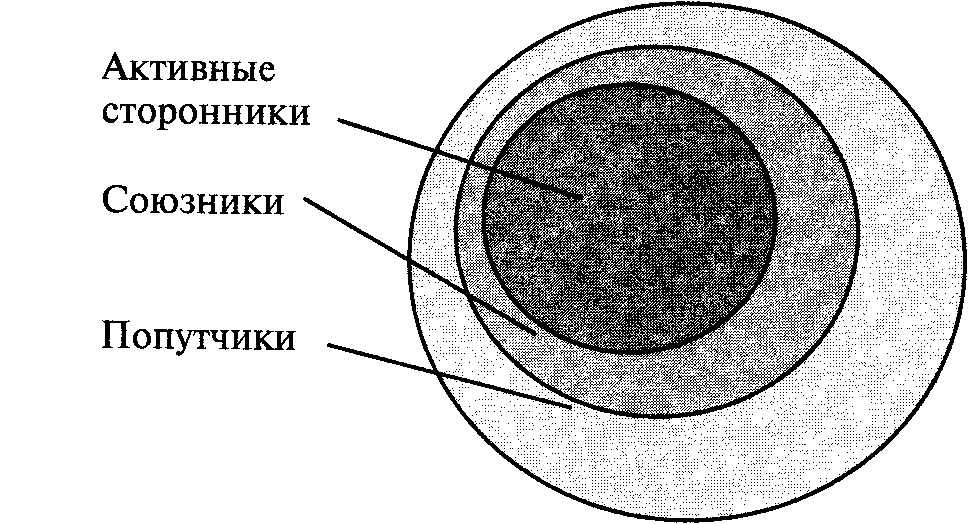 Активные
сторонники
Союзники
Попутчики